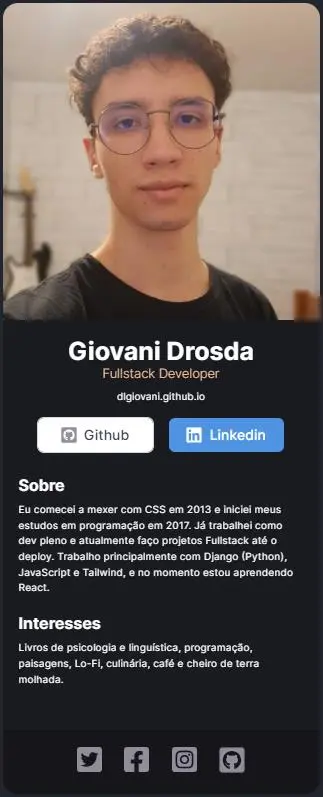 Giovani Drosda
Fullstack Developer
dlgiovani.github.io
Github
Linkedin
Sobre
Eu comecei a mexer com CSS em 2013 e iniciei meus
estudos em programação em 2017. Já trabalhei como
dev pleno e atualmente faço projetos Fullstack até o
deploy. Trabalho principalmente com Django (Python),
JavaScript e Tailwind, e no momento estou aprendendo
React.
Interesses
Livros de psicologia e linguística, programação,
paisagens, Lo-Fi, culinária, café e cheiro de terra
molhada.